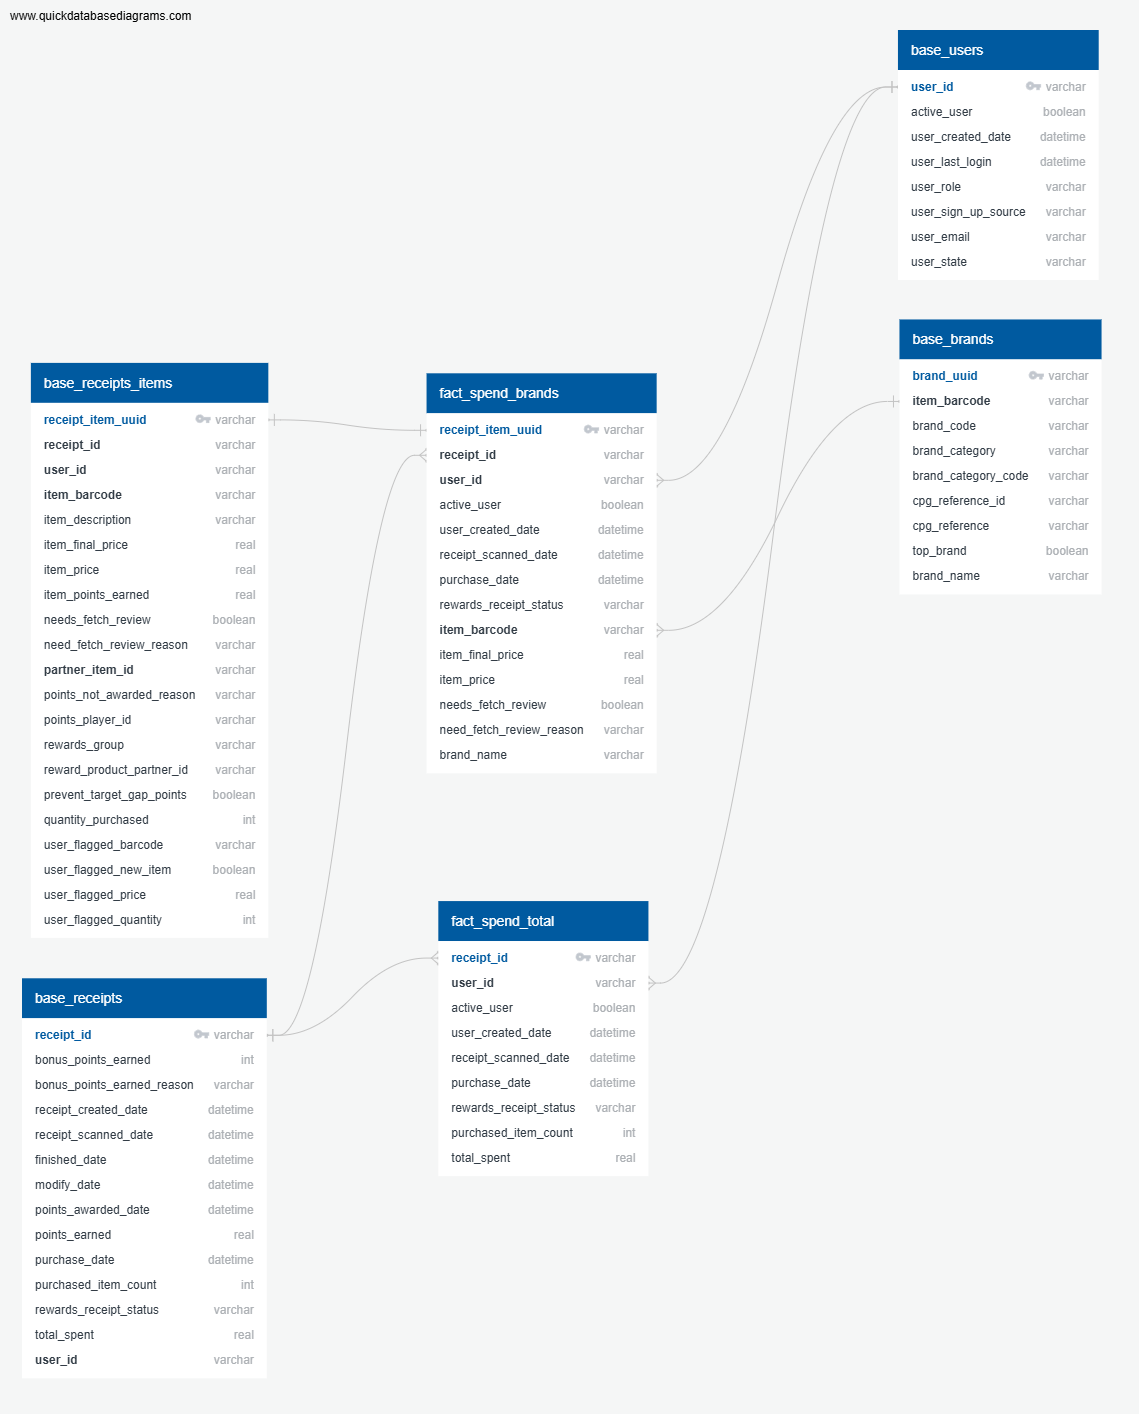 www.quickdatabasediagrams.com
base_users
user_id varchar
active_user boolean
user_created_date datetime
user_last_login datetime
user_role varchar
user_sign_up_source varchar
user_email varchar
user_state varchar
base_brands
brand_uuid varchar
item_barcode varchar
brand_code varchar
brand_category varchar
brand_category_code varchar
cpg_reference_id varchar
cpg_reference varchar
top_brand boolean
brand_name varchar
base_receipts_items
receipt_item_uuid varchar
receipt_id varchar
user_id varchar
item_barcode varchar
item_description varchar
item_final_price real
item_price real
item_points_earned real
needs_fetch_review boolean
need_fetch_review_reason varchar
partner_item_id varchar
points_not_awarded_reason varchar
points_player_id varchar
rewards_group varchar
reward_product_partner_id varchar
prevent_target_gap_points boolean
quantity_purchased int
user_flagged_barcode varchar
user_flagged_new_item boolean
user_flagged_price real
user_flagged_quantity int
fact_spend_brands
receipt_item_uuid varchar
receipt_id varchar
user_id varchar
active_user boolean
user_created_date datetime
receipt_scanned_date datetime
purchase_date datetime
rewards_receipt_status varchar
item_barcode varchar
item_final_price real
item_price real
needs_fetch_review boolean
need_fetch_review_reason varchar
brand_name varchar
fact_spend_total
receipt_id varchar
user_id varchar
active_user boolean
user_created_date datetime
receipt_scanned_date datetime
purchase_date datetime
rewards_receipt_status varchar
purchased_item_count int
total_spent real
base_receipts
receipt_id varchar
bonus_points_earned int
bonus_points_earned_reason varchar
receipt_created_date datetime
receipt_scanned_date datetime
finished_date datetime
modify_date datetime
points_awarded_date datetime
points_earned real
purchase_date datetime
purchased_item_count int
rewards_receipt_status varchar
total_spent real
user_id varchar